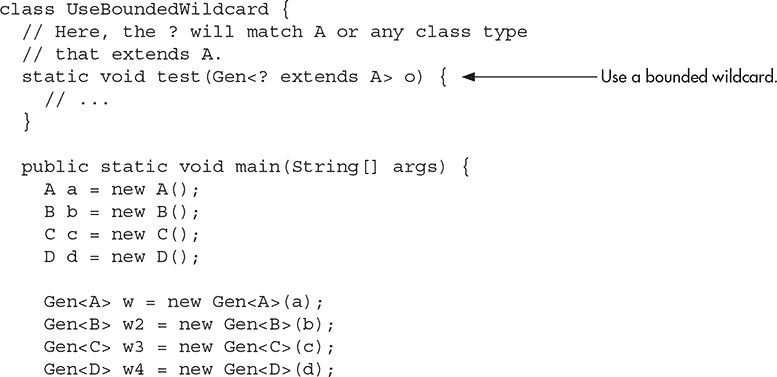 class UseBoundedWildcard {
  // Here, the ? will match A or any class type
  // that extends A.
  static void test(Gen<? extends A> o) { Use a bounded wildcard.
    // ...
  }

  public static void main(String[] args) {
    A a = new A();
    B b = new B();
    C c = new C();
    D d = new D();

    Gen<A> w = new Gen<A>(a);
    Gen<B> w2 = new Gen<B>(b);
    Gen<C> w3 = new Gen<C>(c);
    Gen<D> w4 = new Gen<D>(d);